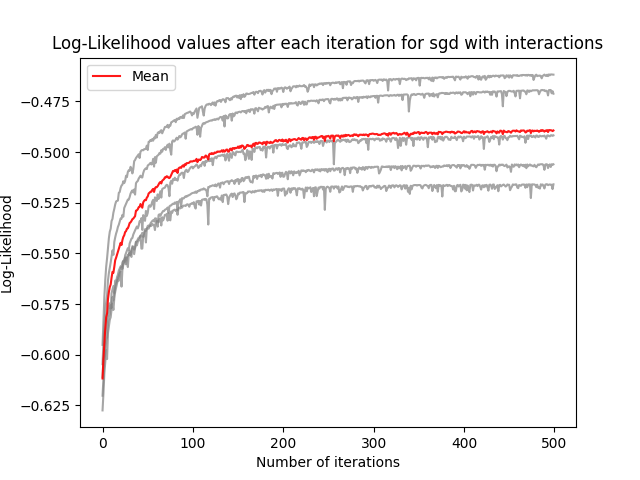 Log-Likelihood values after each iteration for sgd with interactions
Mean
Log-Likelihood
−0.475
−0.500
−0.525
−0.550
−0.575
−0.600
−0.625
0 100 200 300 400 500
Number of iterations